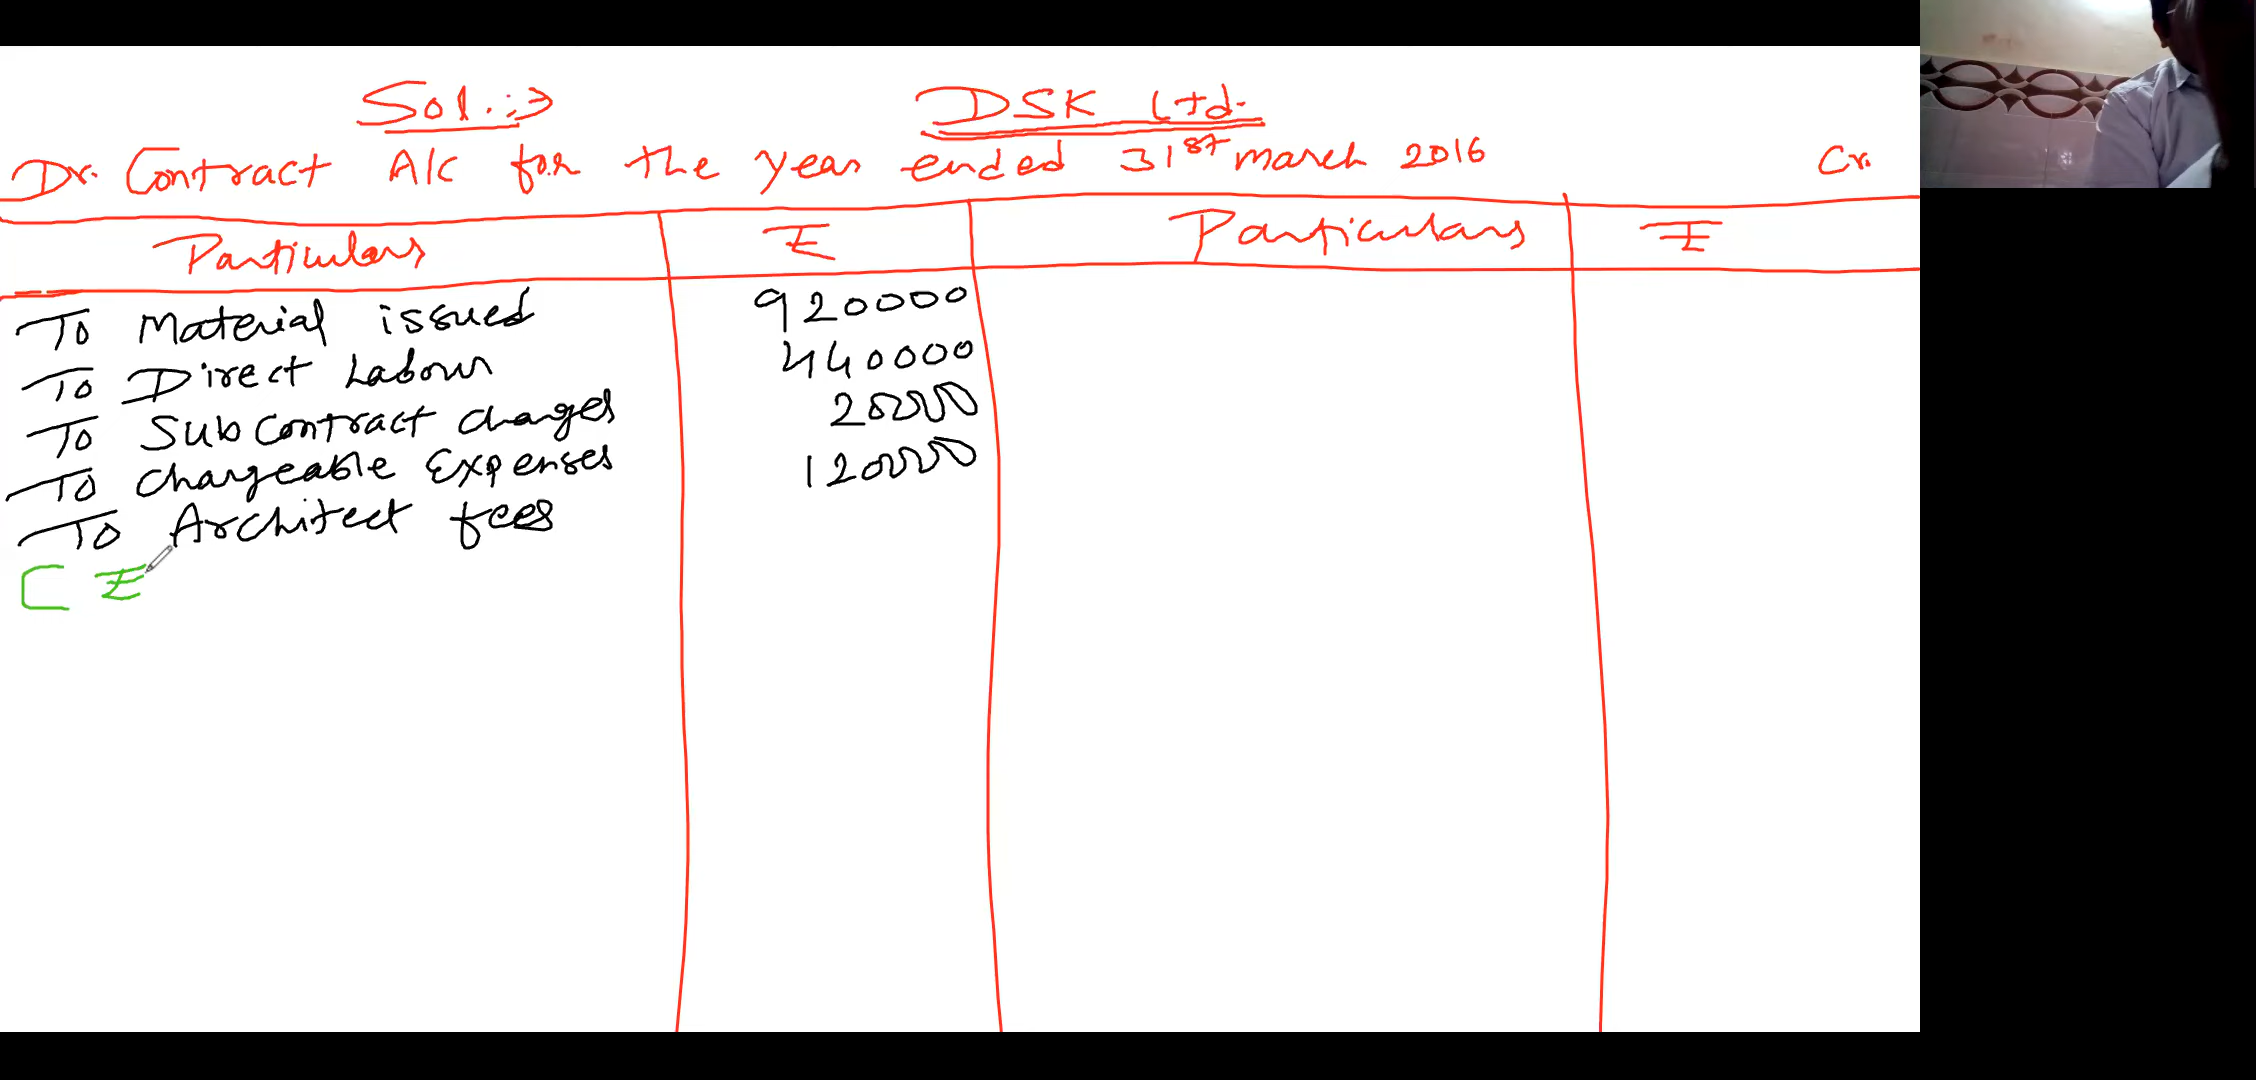 Sol. :⇒ DSK Ltd.
Dr. Contract A/C for the year ended 31st march 2016 Cr.
Particulars ₹ Particulars ₹
To Material issued 920000
To Direct Labour 440000
To Sub Contract Charges 20000
To Chargeable Expenses 120000
To Architect fees
[ ₹